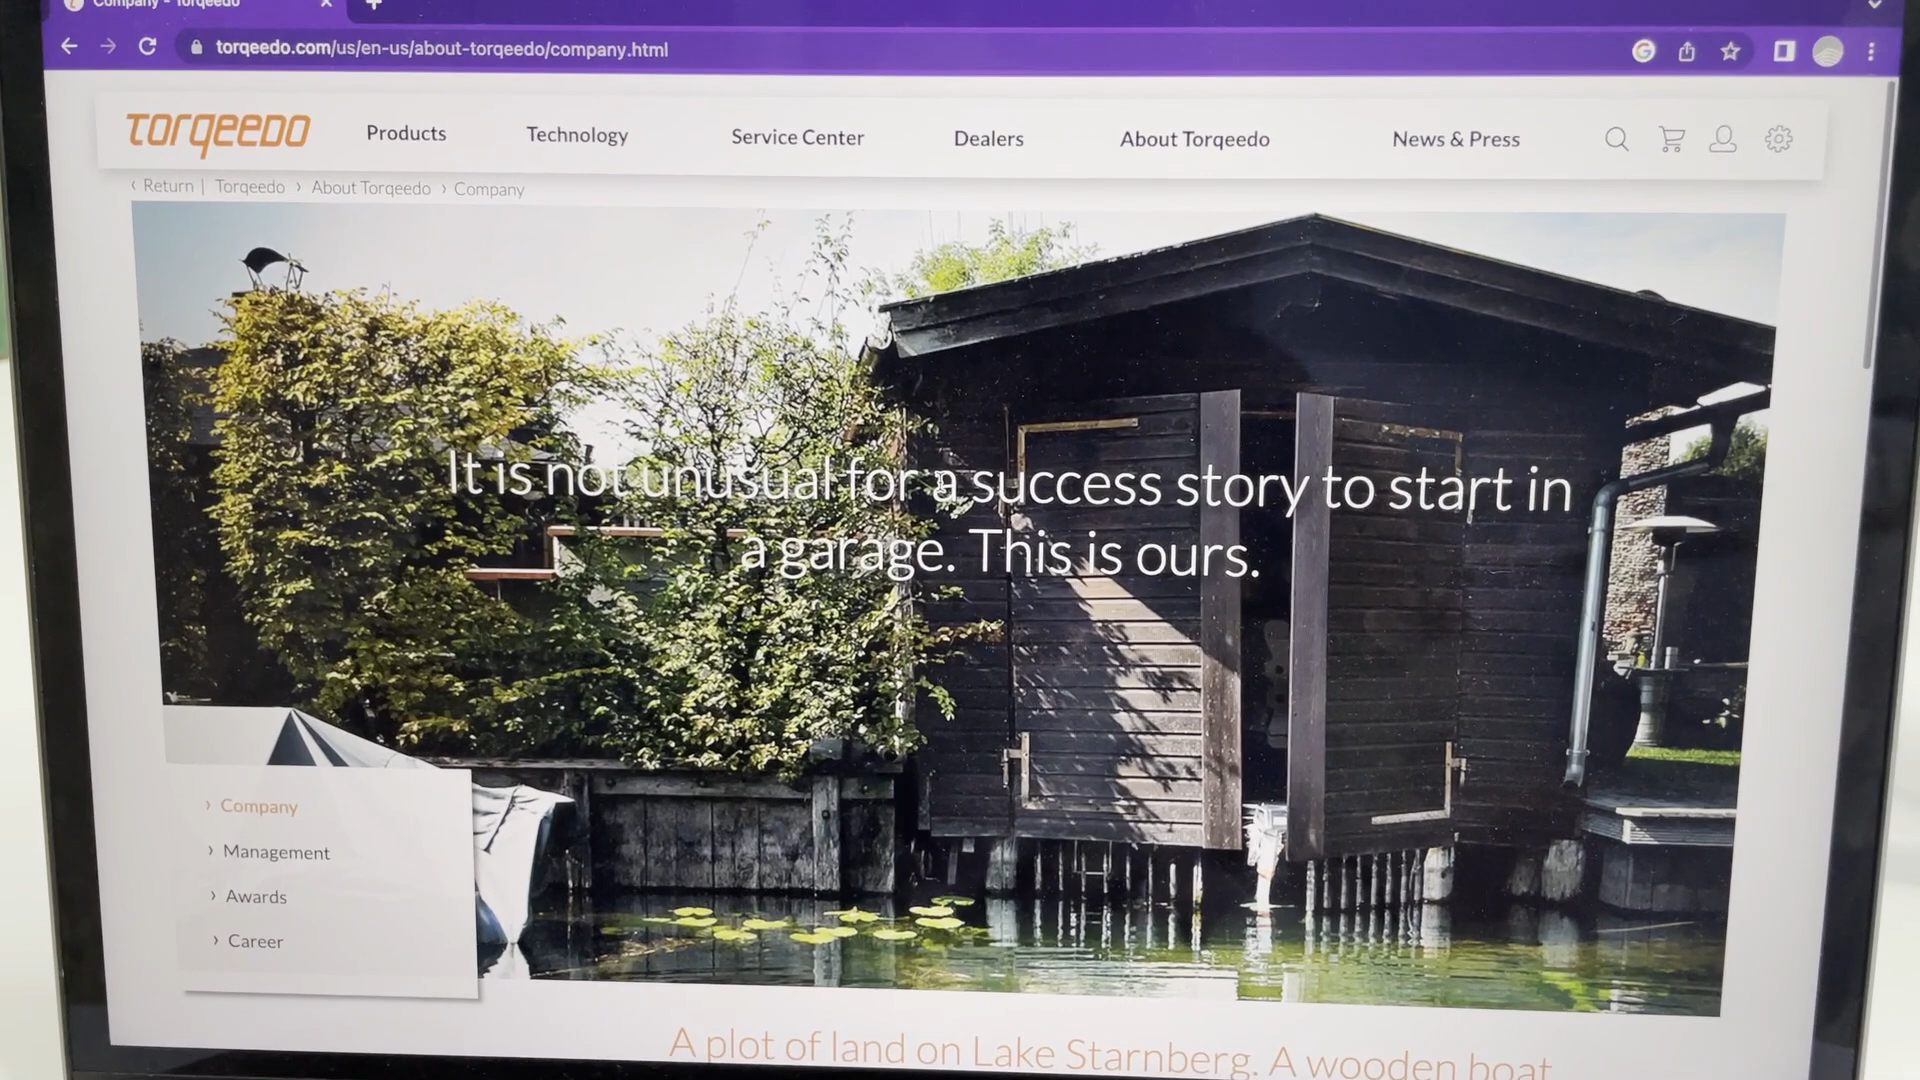 Company - Torqeedo
torqeedo.com/us/en-us/about-torqeedo/company.html
TORQEEDO
Products
Technology
Service Center
Dealers
About Torqeedo
News & Press
‹ Return | Torqeedo › About Torqeedo › Company
It is not unusual for a success story to start in
a garage. This is ours.
› Company
› Management
› Awards
› Career
A plot of land on Lake Starnberg. A wooden boat